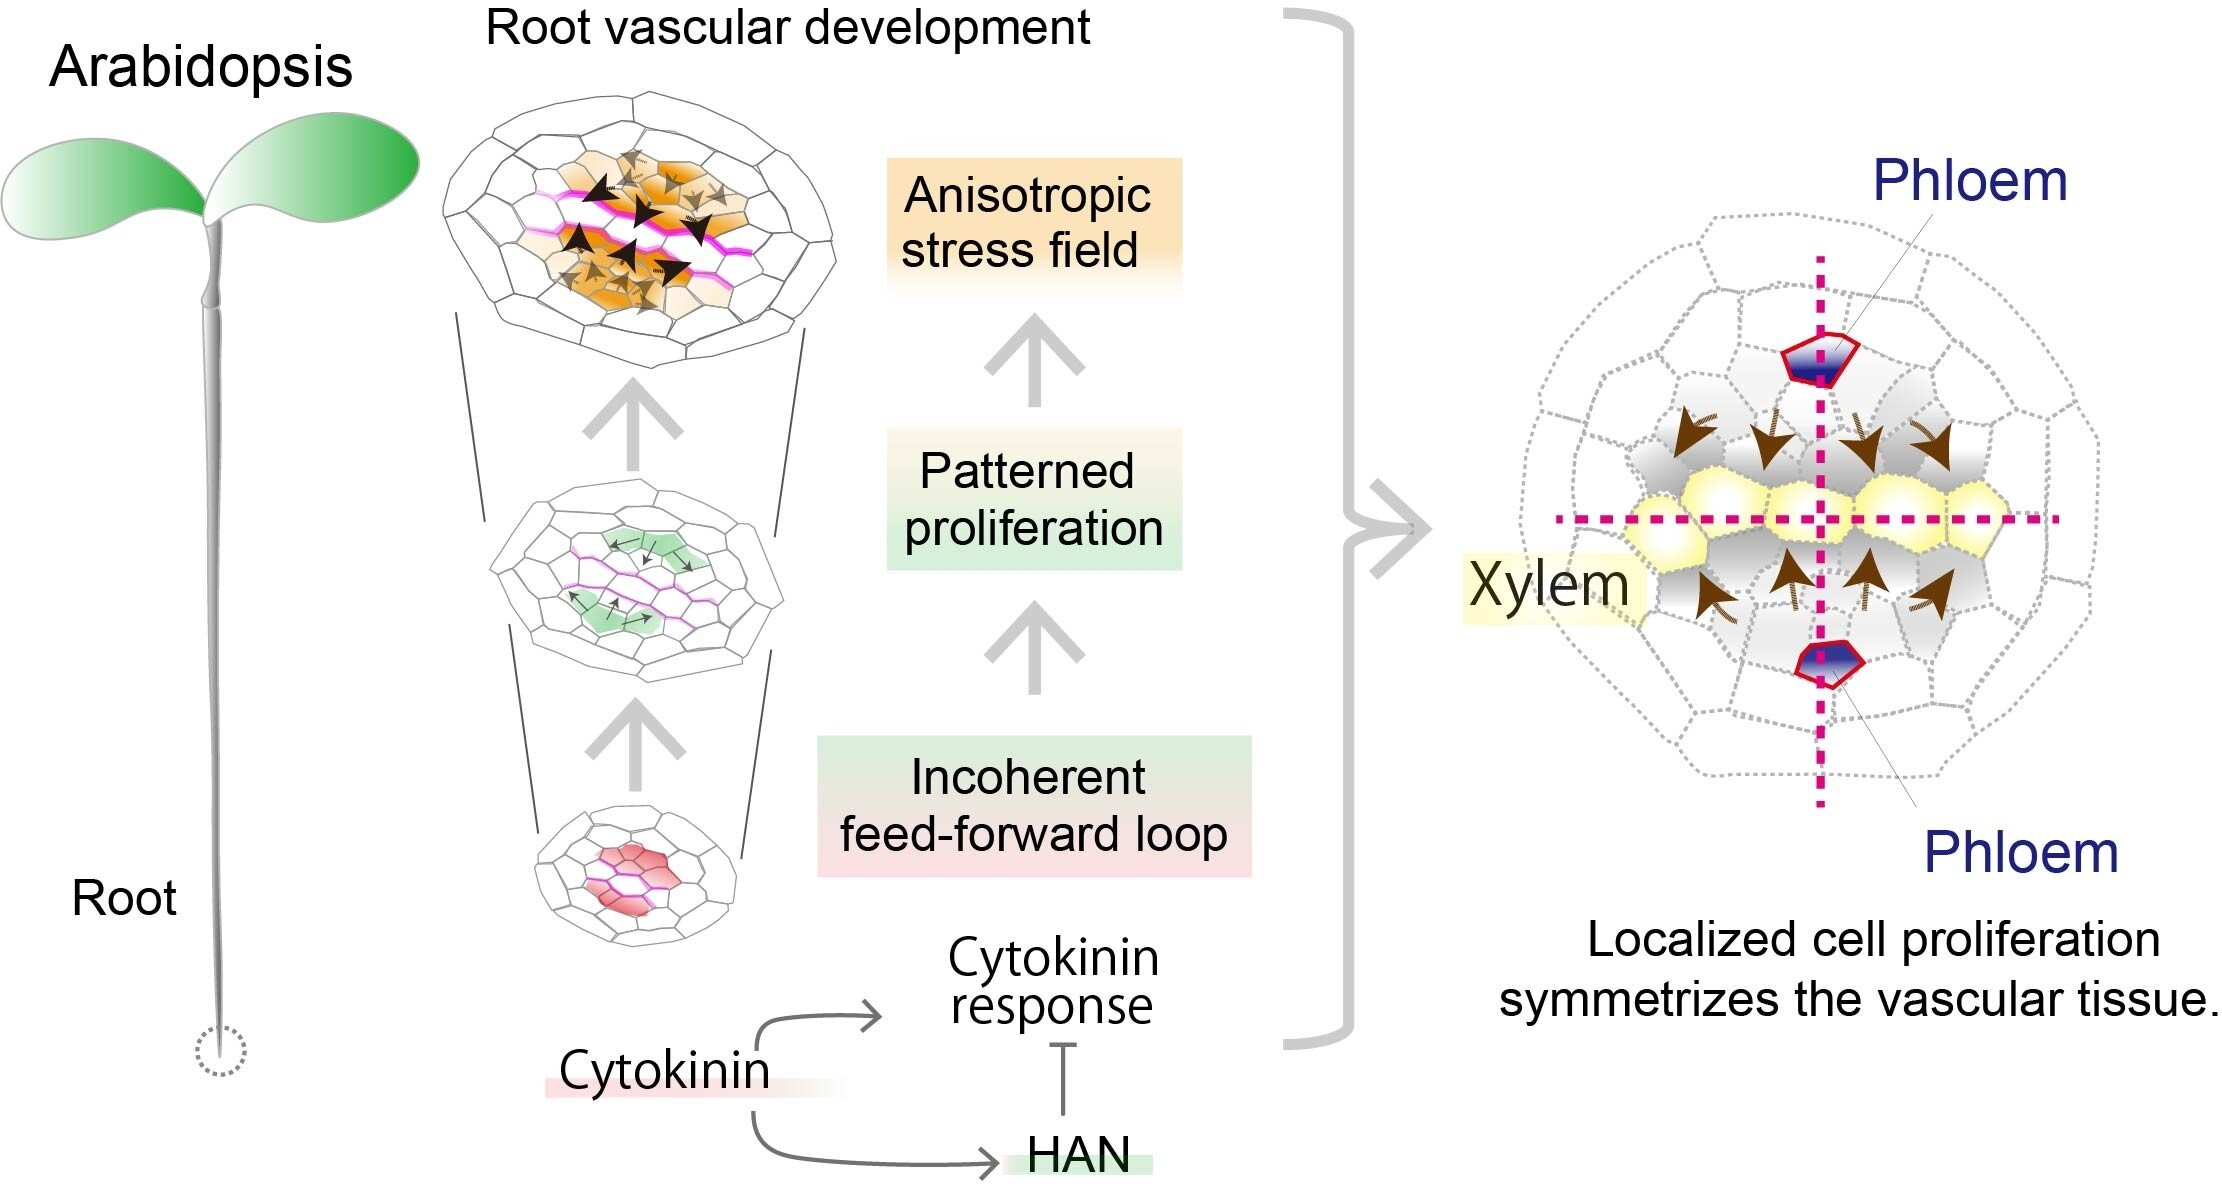 Root vascular development
Arabidopsis
Root
Anisotropic
stress field
Patterned
proliferation
Incoherent
feed-forward loop
Cytokinin
response
Cytokinin
HAN
Phloem
Xylem
Phloem
Localized cell proliferation
symmetrizes the vascular tissue.